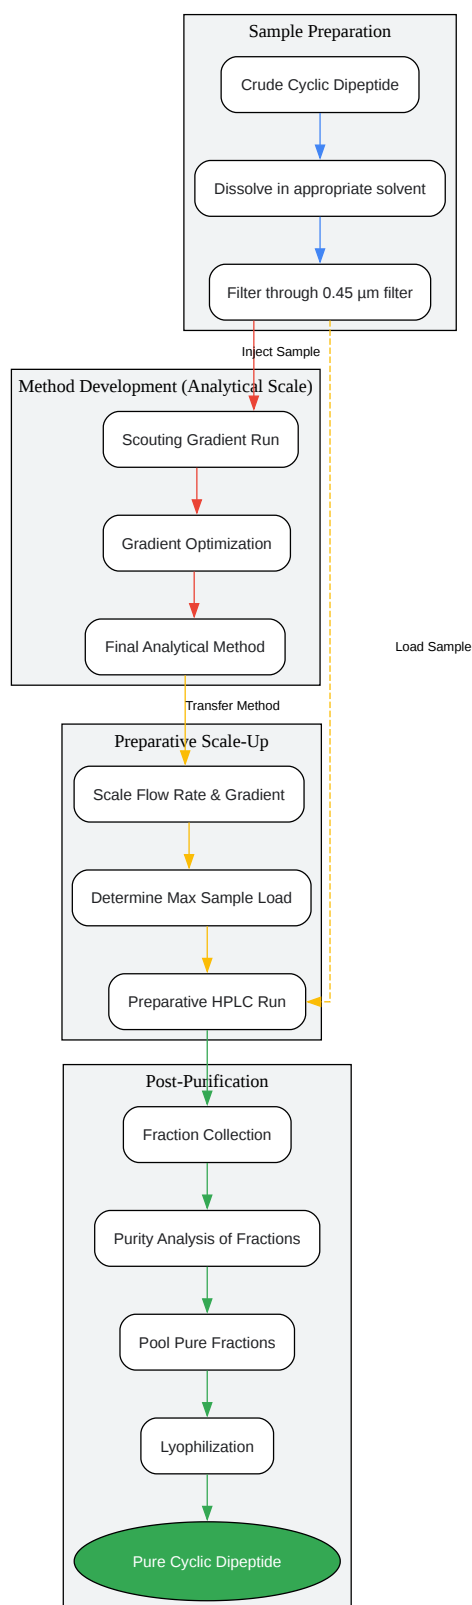 Sample Preparation
Crude Cyclic Dipeptide
Dissolve in appropriate solvent
Filter through 0.45 µm filter
Inject Sample
Method Development (Analytical Scale)
Scouting Gradient Run
Gradient Optimization
Final Analytical Method
Load Sample
Transfer Method
Preparative Scale-Up
Scale Flow Rate & Gradient
Determine Max Sample Load
Preparative HPLC Run
Post-Purification
Fraction Collection
Purity Analysis of Fractions
Pool Pure Fractions
Lyophilization
Pure Cyclic Dipeptide